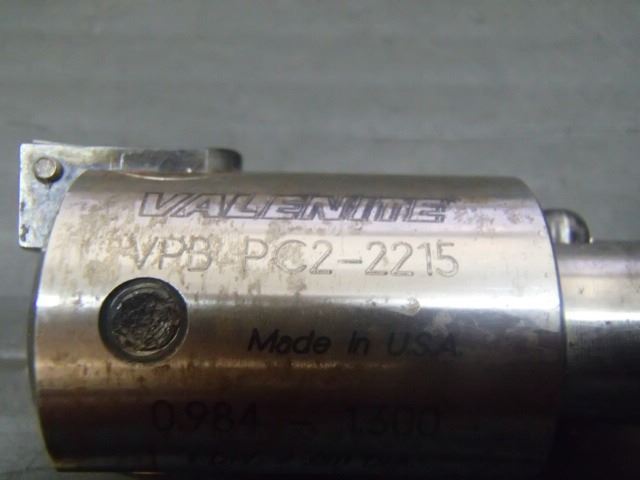 VALENITE
VPB PC2-2215
Made in U.S.A.
0.984 - 1.300